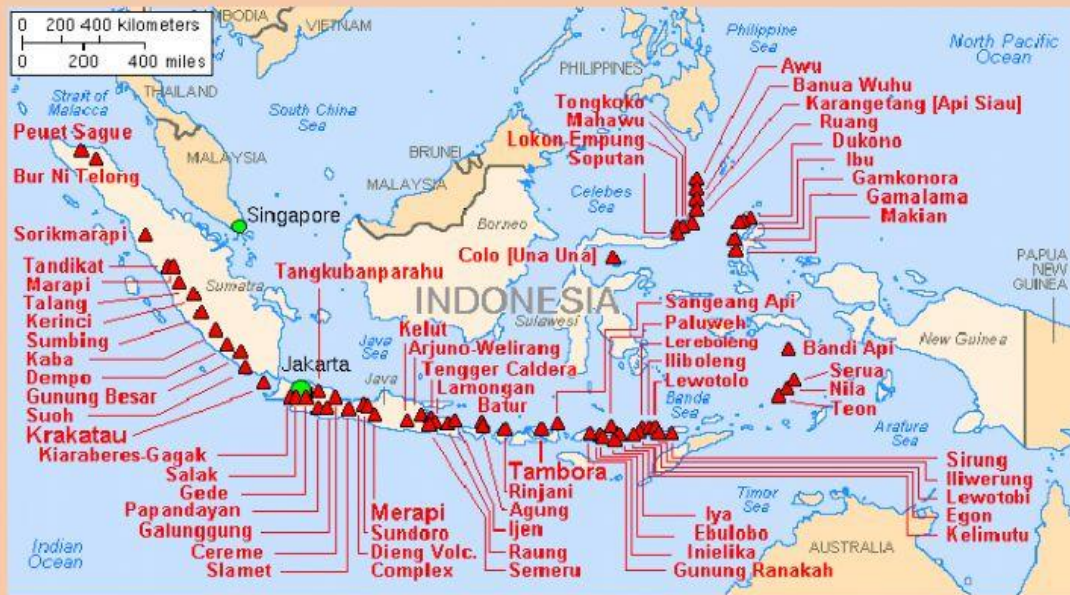 0 200 400 kilometers
0 200 400 miles
CAMBODIA
VIETNAM
THAILAND
Strait of
Malacca
South China
Sea
Philippine
Sea
North Pacific
Ocean
PHILIPPINES
Awu
Banua Wuhu
Karangefang [Api Siau]
Ruang
Dukono
Ibu
Gamkonora
Gamalama
Makian
Tongkoko
Mahawu
Lokon Empung
Soputan
Peuet Sague
Bur Ni Telong
MALAYSIA
BRUNEI
MALAYSIA
Celebes
Sea
Singapore
Borneo
Sorikmarapi
Colo [Una Una]
PAPUA
NEW
GUINEA
Tandikat
Marapi
Talang
Kerinci
Sumbing
Kaba
Dempo
Gunung Besar
Suoh
Krakatau
Sumatra
Tangkubanparahu
INDONESIA
Sulawesi
New Guinea
Sangeang Api
Paluweh
Lereboleng
Iliboleng
Lewotolo
Banda
Sea
Bandi Api
Serua
Nila
Teon
Arafura
Sea
Jakarta
Java
Sea
Java
Kelut
Arjuno-Welirang
Tengger Caldera
Lamongan
Batur
Kiaraberes-Gagak
Salak
Gede
Papandayan
Galunggung
Cereme
Slamet
Merapi
Sundoro
Dieng Volc.
Complex
Tambora
Rinjani
Agung
Ijen
Raung
Semeru
Iya
Ebulobo
Inielika
Gunung Ranakah
Sirung
Iliwerung
Lewotobi
Egon
Kelimutu
Timor
Sea
Indian
Ocean
AUSTRALIA